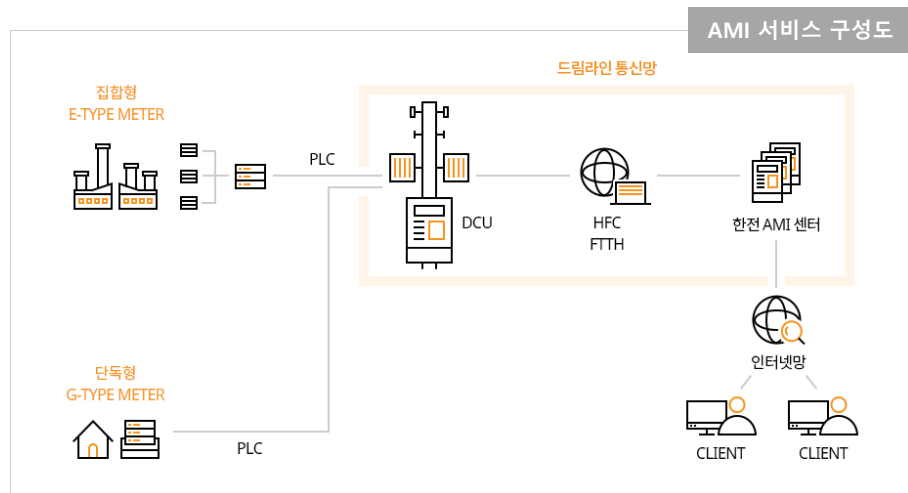 AMI 서비스 구성도
드림라인 통신망
집합형
E-TYPE METER
PLC
DCU
HFC
FTTH
한전 AMI 센터
인터넷망
단독형
G-TYPE METER
PLC
CLIENT
CLIENT